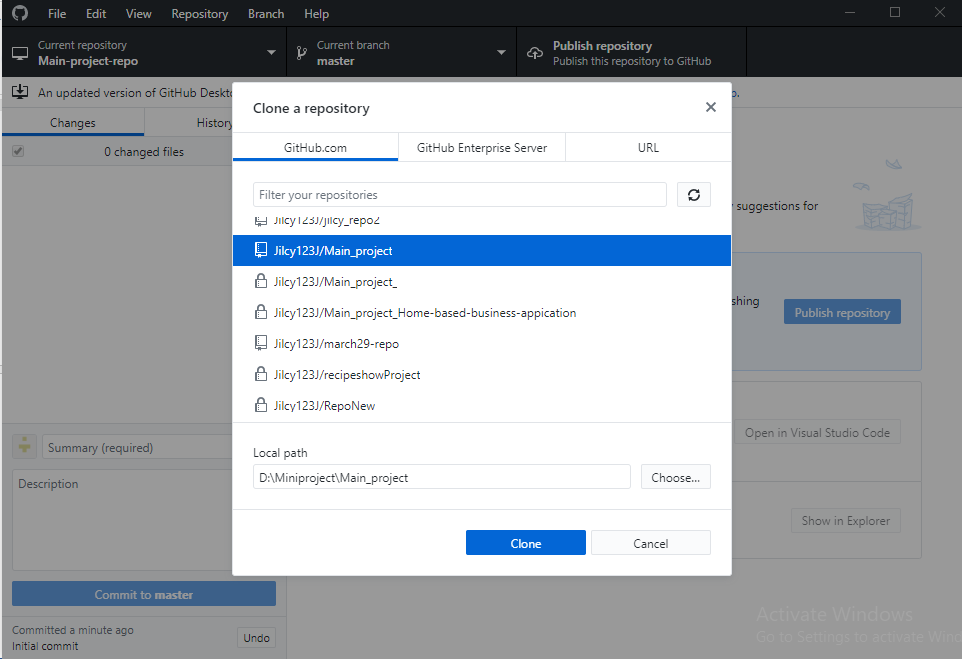 File Edit View Repository Branch Help
Current repository
Main-project-repo
Current branch
master
Publish repository
Publish this repository to GitHub
An updated version of GitHub Deskto
Changes
History
0 changed files
Clone a repository
GitHub.com
GitHub Enterprise Server
URL
Filter your repositories
Jilcy123J/jilcy_repo2
Jilcy123J/Main_project
Jilcy123J/Main_project_
Jilcy123J/Main_project_Home-based-business-appication
Jilcy123J/march29-repo
Jilcy123J/recipeshowProject
Jilcy123J/RepoNew
Local path
D:\Miniproject\Main_project
Choose...
Clone
Cancel
suggestions for
shing
Publish repository
Open in Visual Studio Code
Show in Explorer
Summary (required)
Description
Commit to master
Committed a minute ago
Initial commit
Undo
Activate Windows
Go to Settings to activate Wind